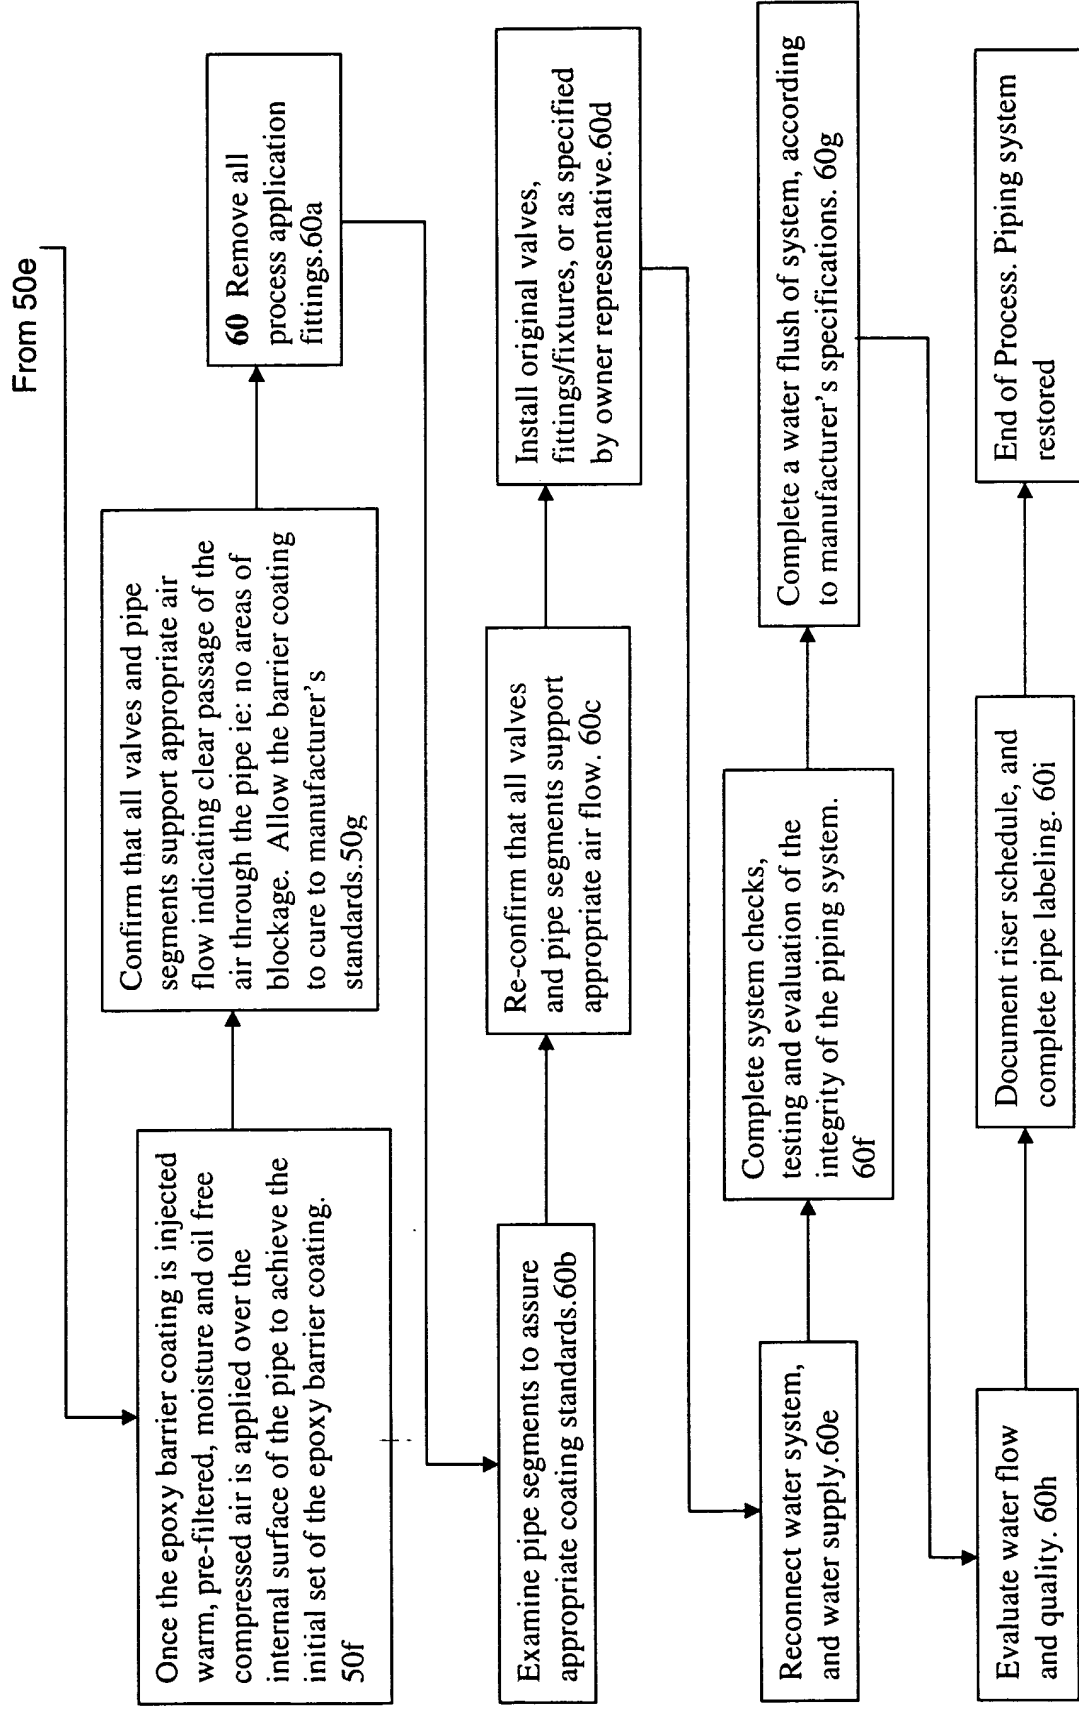 From 50e
Once the epoxy barrier coating is injected
warm, pre-filtered, moisture and oil free
compressed air is applied over the
internal surface of the pipe to achieve the
initial set of the epoxy barrier coating.
50f
Confirm that all valves and pipe
segments support appropriate air
flow indicating clear passage of the
air through the pipe ie: no areas of
blockage. Allow the barrier coating
to cure to manufacturer's
standards.50g
60 Remove all
process application
fittings.60a
Examine pipe segments to assure
appropriate coating standards.60b
Re-confirm that all valves
and pipe segments support
appropriate air flow. 60c
Install original valves,
fittings/fixtures, or as specified
by owner representative.60d
Reconnect water system,
and water supply.60e
Complete system checks,
testing and evaluation of the
integrity of the piping system.
60f
Complete a water flush of system, according
to manufacturer's specifications. 60g
Evaluate water flow
and quality. 60h
Document riser schedule, and
complete pipe labeling. 60i
End of Process. Piping system
restored